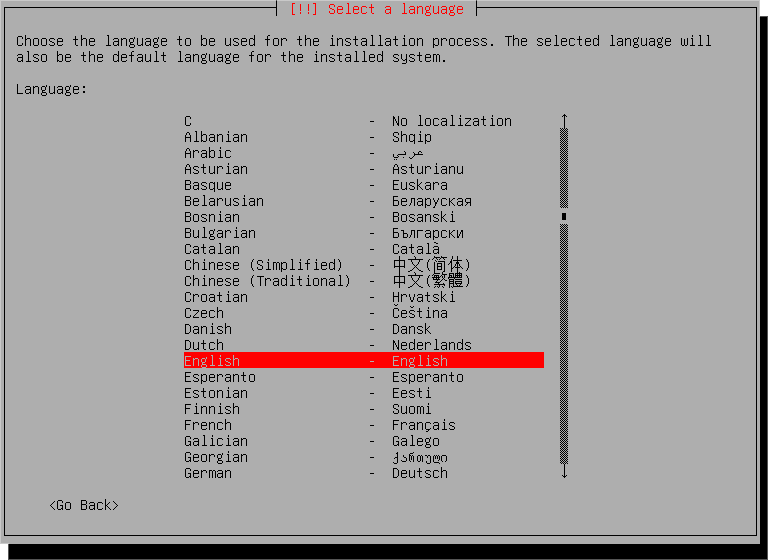 [!!] Select a language
Choose the language to be used for the installation process. The selected language will
also be the default language for the installed system.
Language:
C - No localization
Albanian - Shqip
Arabic - عربي
Asturian - Asturianu
Basque - Euskara
Belarusian - Беларуская
Bosnian - Bosanski
Bulgarian - Български
Catalan - Català
Chinese (Simplified) - 中文(简体)
Chinese (Traditional) - 中文(繁體)
Croatian - Hrvatski
Czech - Čeština
Danish - Dansk
Dutch - Nederlands
English - English
Esperanto - Esperanto
Estonian - Eesti
Finnish - Suomi
French - Français
Galician - Galego
Georgian - ქართული
German - Deutsch
<Go Back>